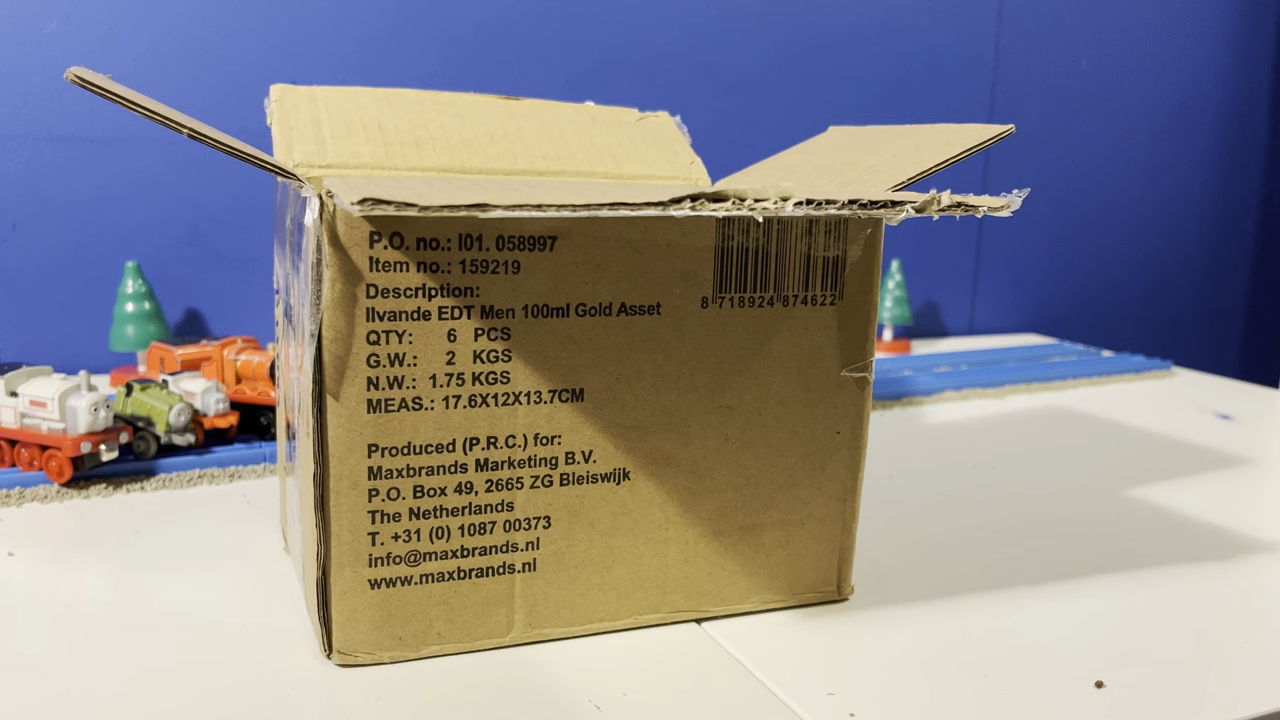 P.O. no.: I01. 058997
Item no.: 159219
Description:
Ilvande EDT Men 100ml Gold Asset
QTY: 6 PCS
G.W.: 2 KGS
N.W.: 1.75 KGS
MEAS.: 17.6X12X13.7CM
8 718924 874622
Produced (P.R.C.) for:
Maxbrands Marketing B.V.
P.O. Box 49, 2665 ZG Bleiswijk
The Netherlands
T. +31 (0) 1087 00373
info@maxbrands.nl
www.maxbrands.nl